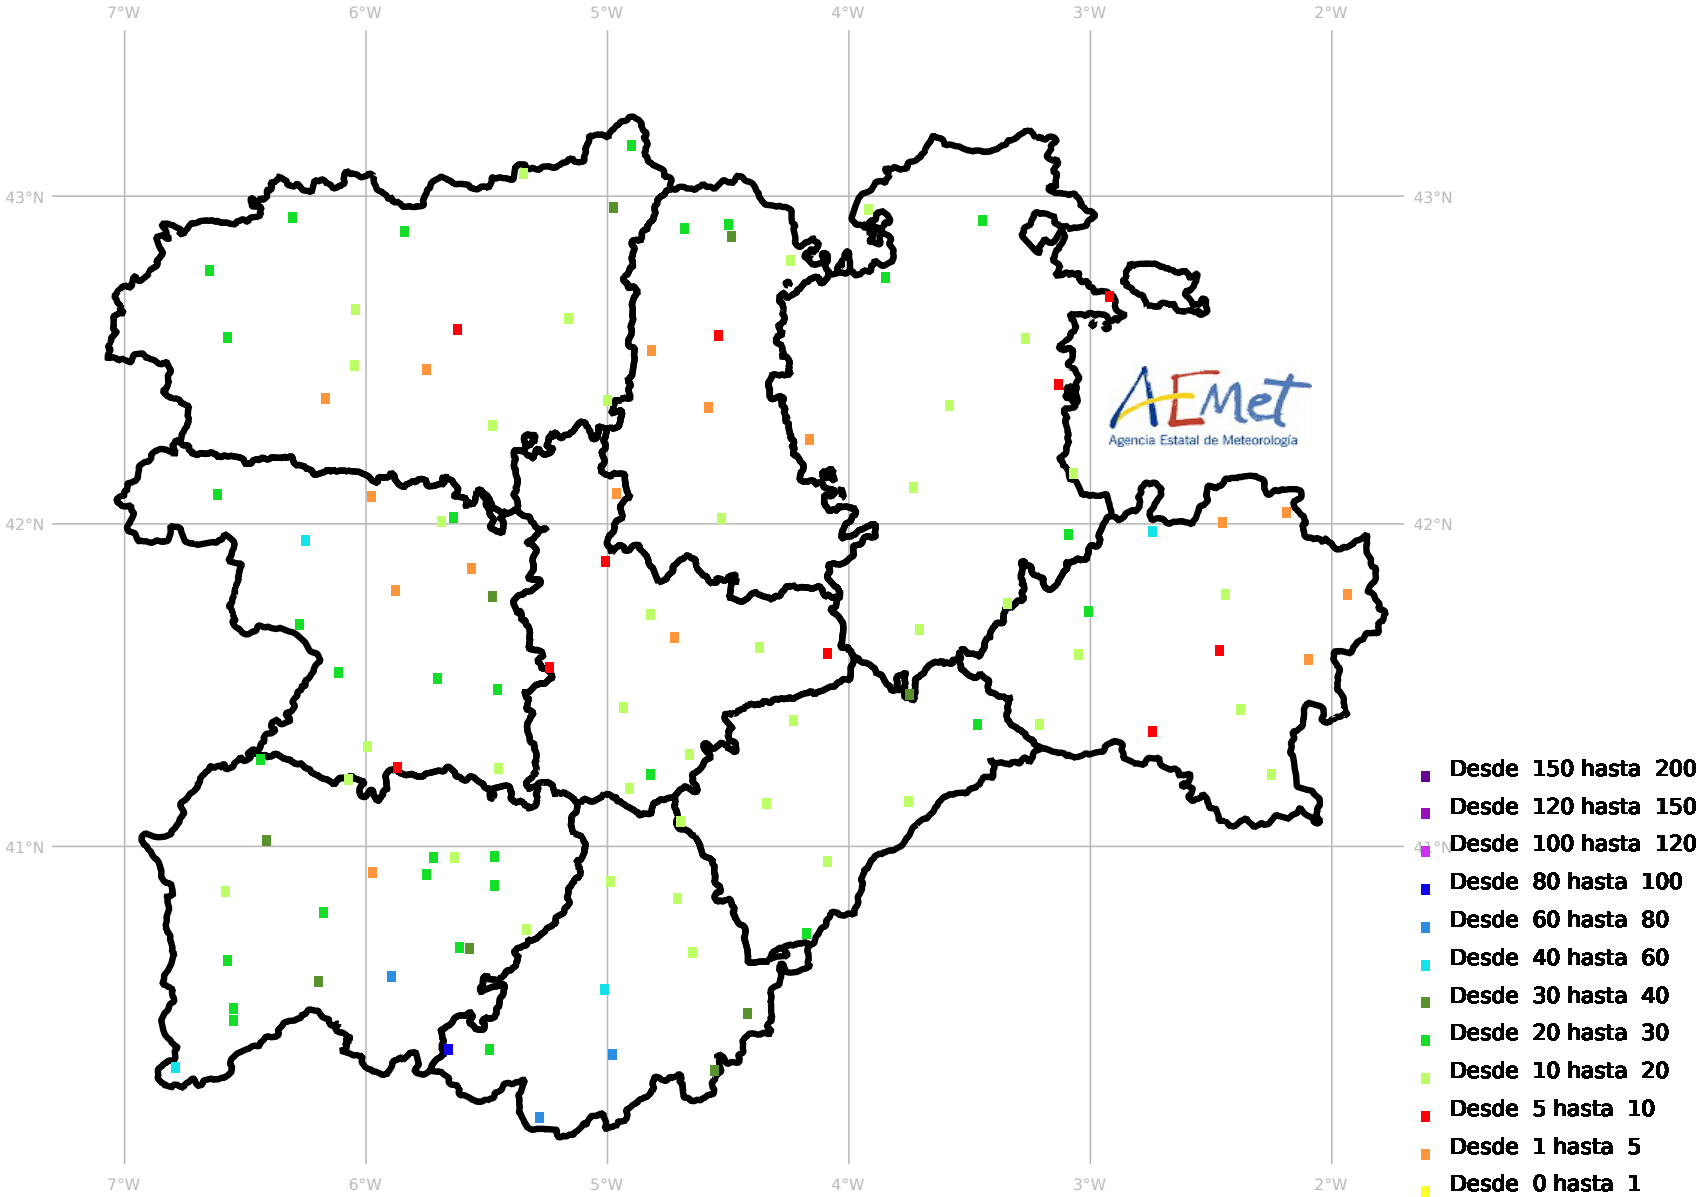 7°W 6°W 5°W 4°W 3°W 2°W
43°N 43°N
AEMet
Agencia Estatal de Meteorología
42°N 42°N
Desde 150 hasta 200
Desde 120 hasta 150
Desde 100 hasta 120
41°N 41°N
Desde 80 hasta 100
Desde 60 hasta 80
Desde 40 hasta 60
Desde 30 hasta 40
Desde 20 hasta 30
Desde 10 hasta 20
Desde 5 hasta 10
Desde 1 hasta 5
Desde 0 hasta 1
7°W 6°W 5°W 4°W 3°W 2°W